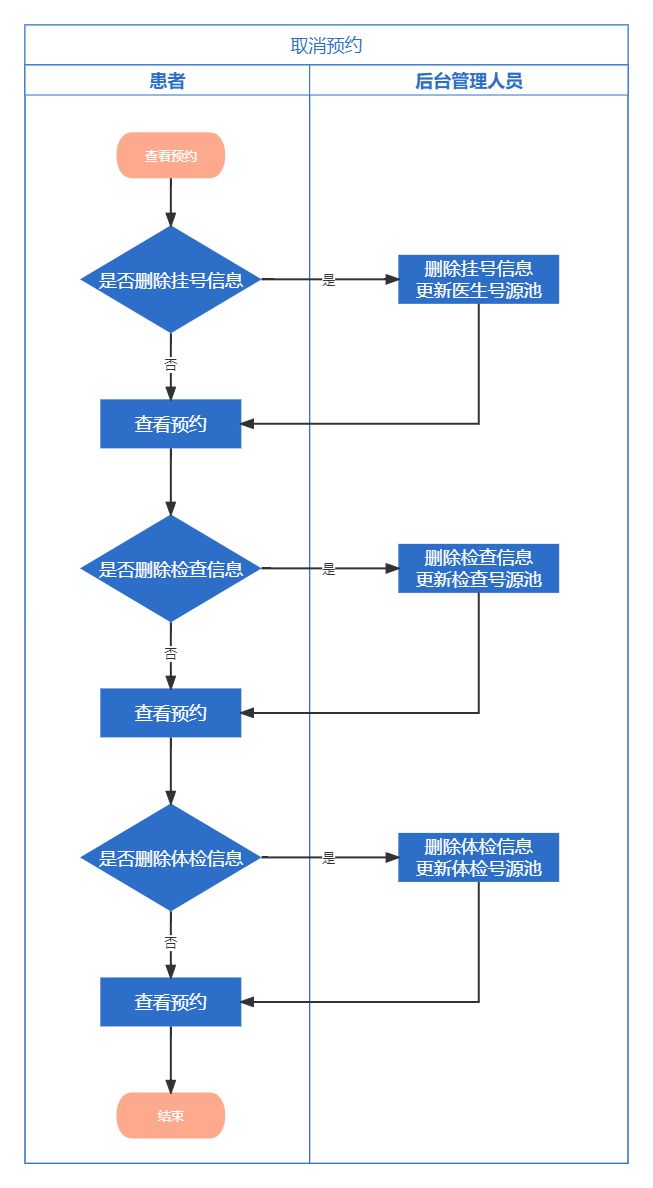 取消预约
患者
后台管理人员
查看预约
是否删除挂号信息
是
删除挂号信息
更新医生号源池
否
查看预约
是否删除检查信息
是
删除检查信息
更新检查号源池
否
查看预约
是否删除体检信息
是
删除体检信息
更新体检号源池
否
查看预约
结束